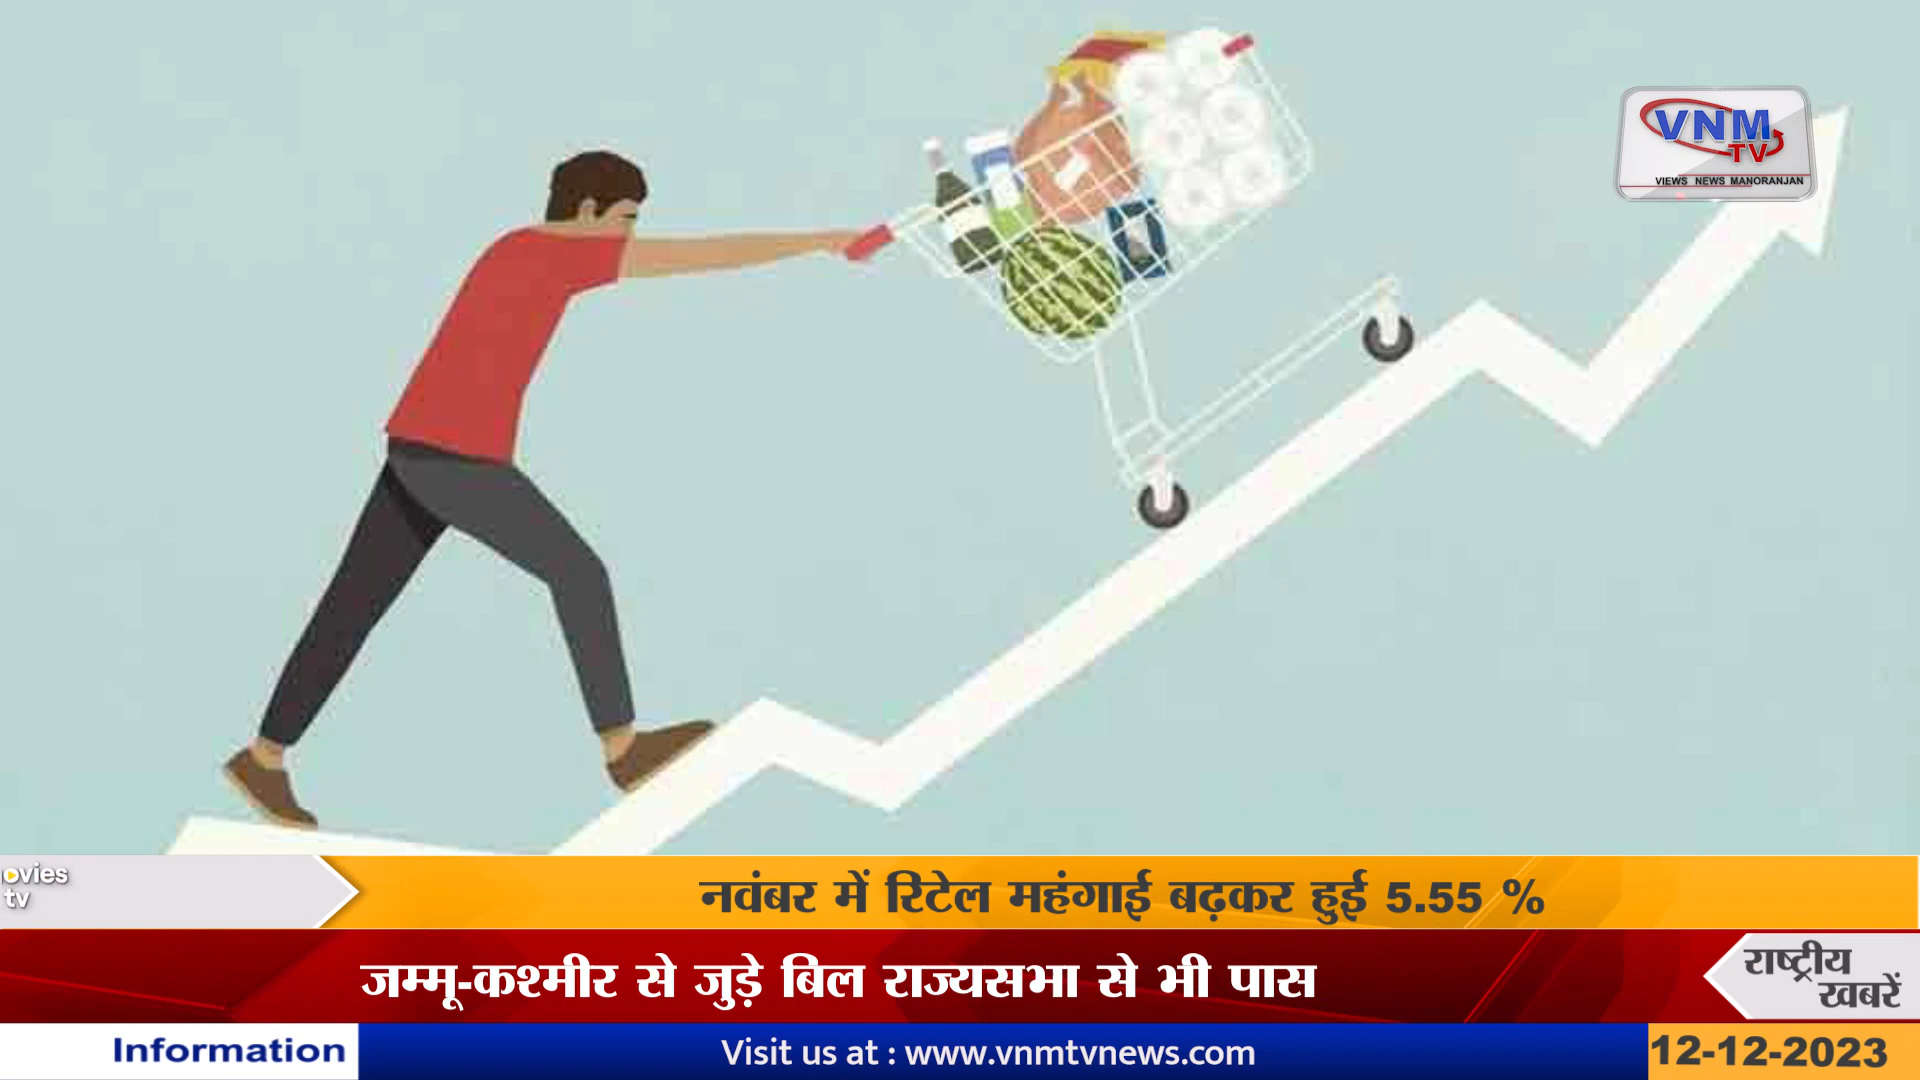 VNM
TV
VIEWS NEWS MANORANJAN
ovies
tv
नवंबर में रिटेल महंगाई बढ़कर हुई 5.55 %
जम्मू-कश्मीर से जुड़े बिल राज्यसभा से भी पास
राष्ट्रीय
खबरें
Information
Visit us at : www.vnmtvnews.com
12-12-2023